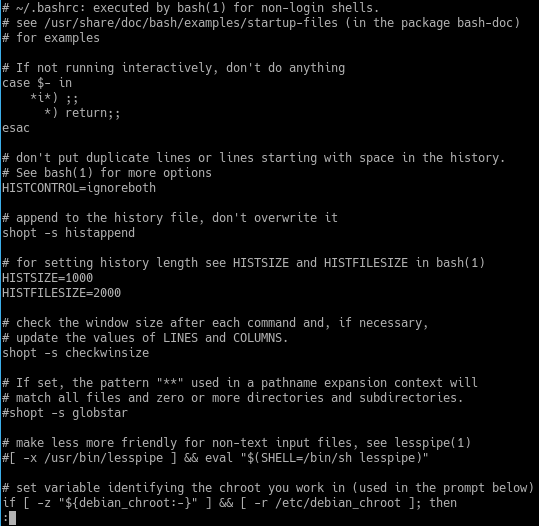 # ~/.bashrc: executed by bash(1) for non-login shells.
# see /usr/share/doc/bash/examples/startup-files (in the package bash-doc)
# for examples

# If not running interactively, don't do anything
case $- in
    *i*) ;;
      *) return;;
esac

# don't put duplicate lines or lines starting with space in the history.
# See bash(1) for more options
HISTCONTROL=ignoreboth

# append to the history file, don't overwrite it
shopt -s histappend

# for setting history length see HISTSIZE and HISTFILESIZE in bash(1)
HISTSIZE=1000
HISTFILESIZE=2000

# check the window size after each command and, if necessary,
# update the values of LINES and COLUMNS.
shopt -s checkwinsize

# If set, the pattern "**" used in a pathname expansion context will
# match all files and zero or more directories and subdirectories.
#shopt -s globstar

# make less more friendly for non-text input files, see lesspipe(1)
#[ -x /usr/bin/lesspipe ] && eval "$(SHELL=/bin/sh lesspipe)"

# set variable identifying the chroot you work in (used in the prompt below)
if [ -z "${debian_chroot:-}" ] && [ -r /etc/debian_chroot ]; then
: